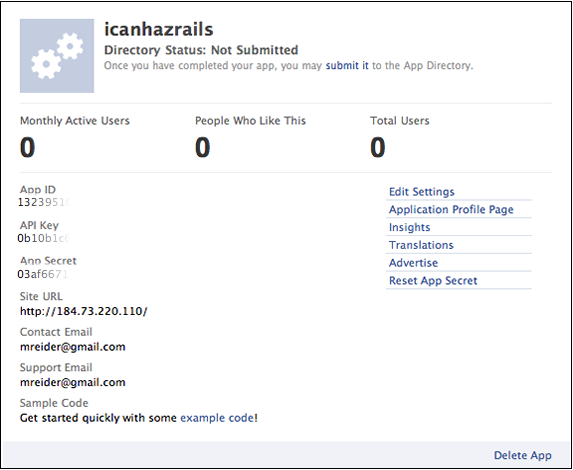 icanhazrails
Directory Status: Not Submitted
Once you have completed your app, you may submit it to the App Directory.
Monthly Active Users People Who Like This Total Users
0 0 0
App ID
Edit Settings
Application Profile Page
API Key
Insights
Translations
App Secret
Advertise
03af6671
Reset App Secret
Site URL
http://184.73.220.110/
Contact Email
mreider@gmail.com
Support Email
mreider@gmail.com
Sample Code
Get started quickly with some example code!
Delete App